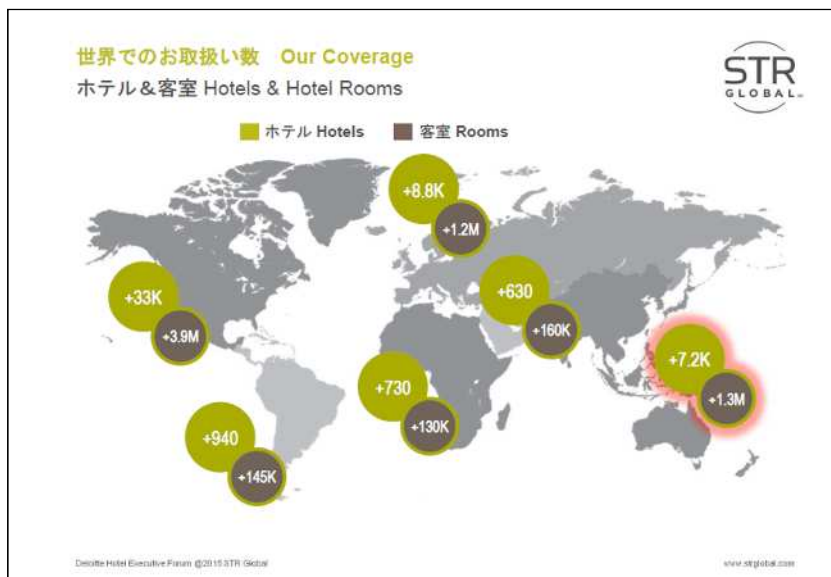 世界でのお取扱い数 Our Coverage
ホテル&客室 Hotels & Hotel Rooms
STR
GLOBAL
ホテル Hotels
客室 Rooms
+8.8K
+1.2M
+33K
+3.9M
+630
+160K
+7.2K
+1.3M
+730
+130K
+940
+145K
Deloitte Hotel Executive Forum @2015 STR Global
www.strglobal.com